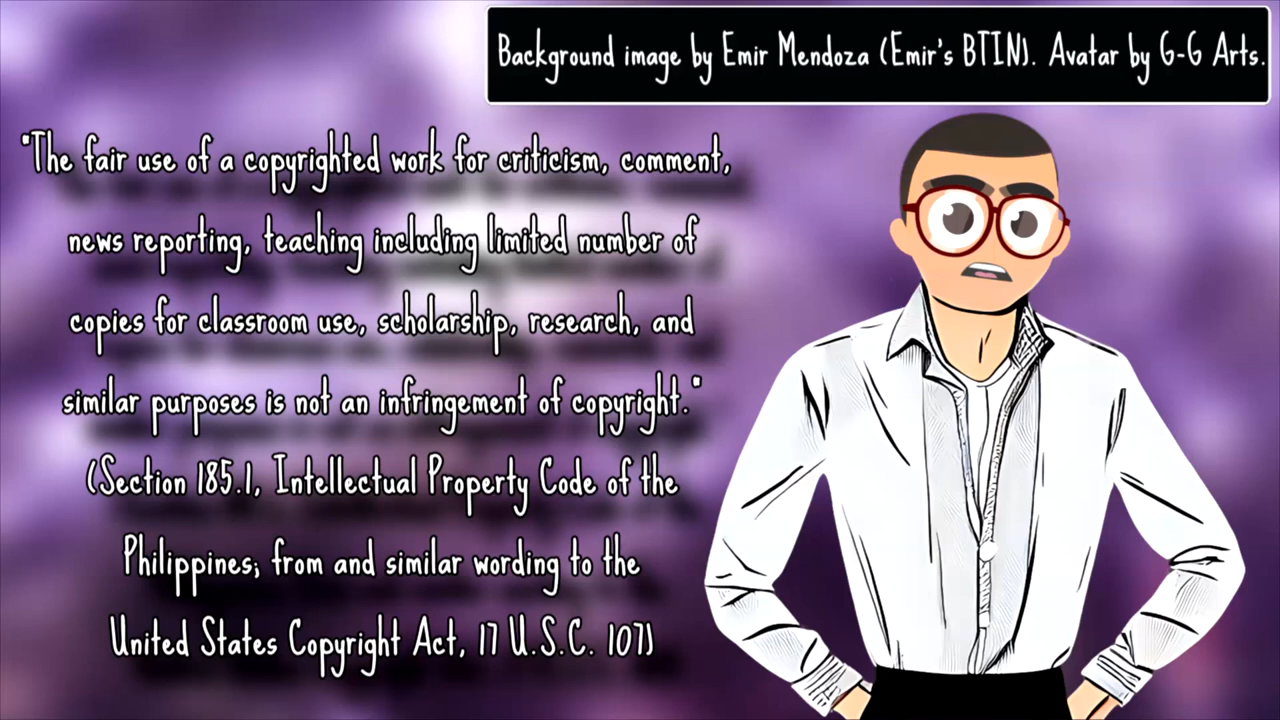 Background image by Emir Mendoza (Emir's BTIN). Avatar by G-G Arts.
"The fair use of a copyrighted work for criticism, comment,
news reporting, teaching including limited number of
copies for classroom use, scholarship, research, and
similar purposes is not an infringement of copyright."
(Section 185.1, Intellectual Property Code of the
Philippines; from and similar wording to the
United States Copyright Act, 17 U.S.C. 107)